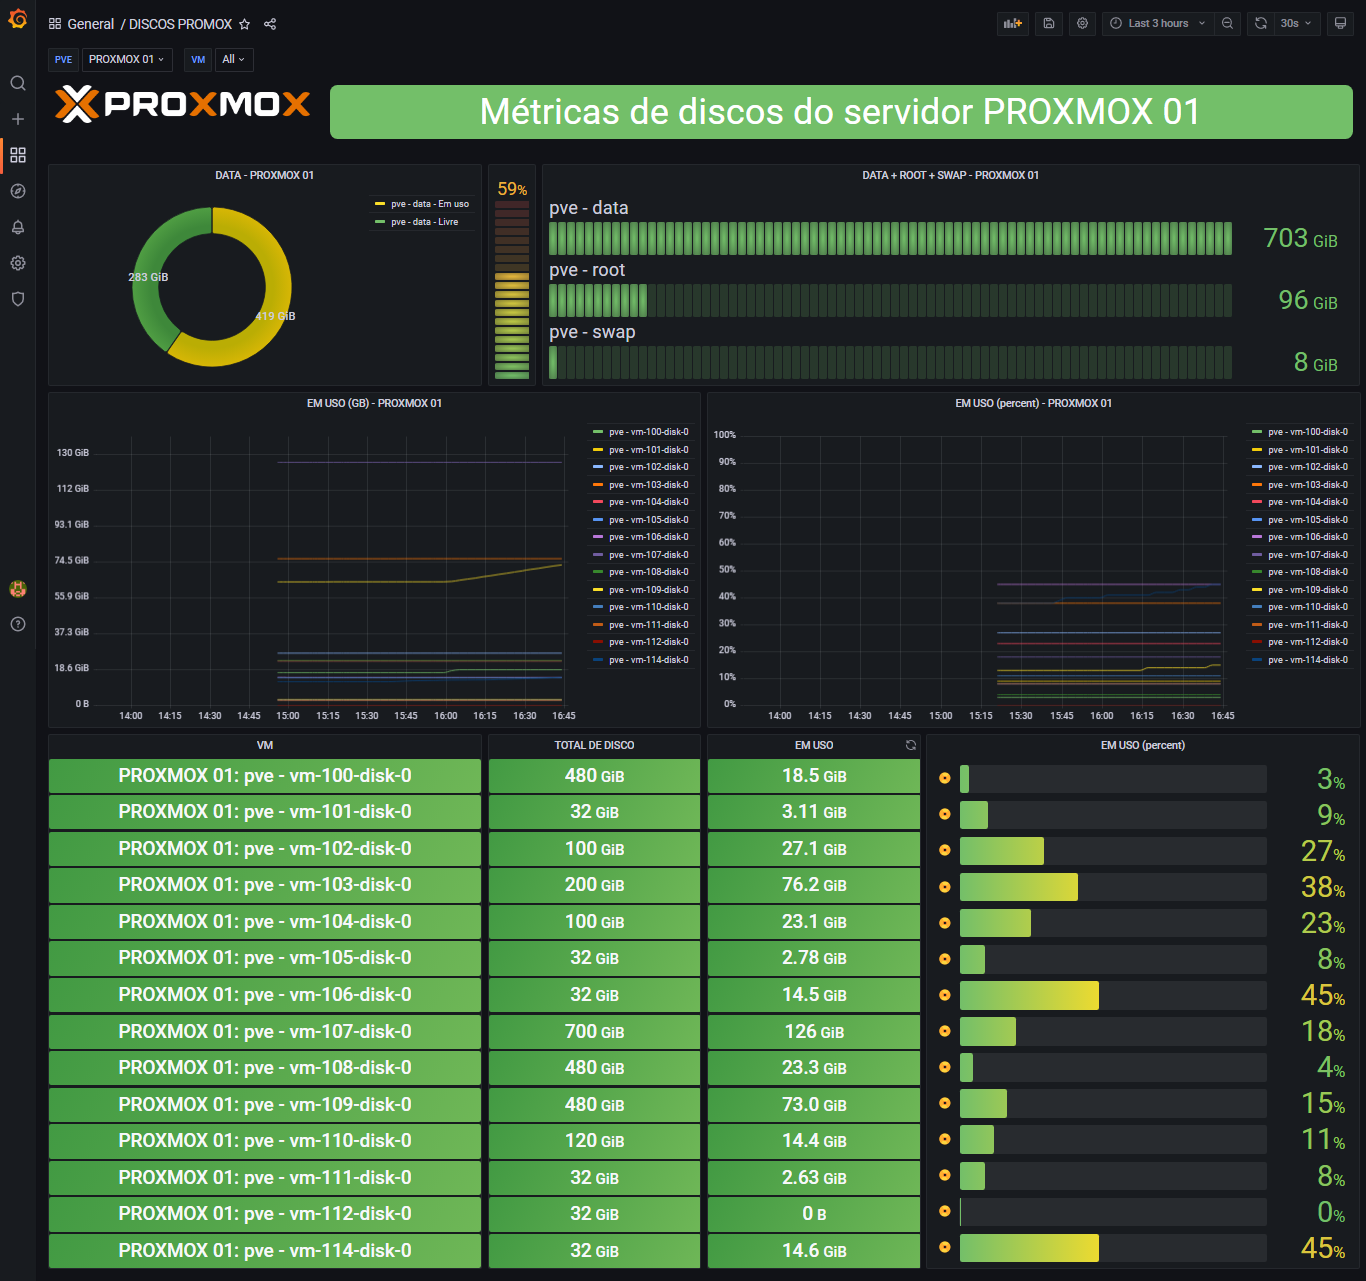 General / DISCOS PROMOX
Last 3 hours
30s
PVE PROXMOX 01 VM All
PROXMOX
Métricas de discos do servidor PROXMOX 01
DATA - PROXMOX 01
pve - data - Em uso
pve - data - Livre
283 GiB
419 GiB
59%
DATA + ROOT + SWAP - PROXMOX 01
pve - data
703 GiB
pve - root
96 GiB
pve - swap
8 GiB
EM USO (GB) - PROXMOX 01
130 GiB
112 GiB
93.1 GiB
74.5 GiB
55.9 GiB
37.3 GiB
18.6 GiB
0 B
14:00 14:15 14:30 14:45 15:00 15:15 15:30 15:45 16:00 16:15 16:30 16:45
pve - vm-100-disk-0
pve - vm-101-disk-0
pve - vm-102-disk-0
pve - vm-103-disk-0
pve - vm-104-disk-0
pve - vm-105-disk-0
pve - vm-106-disk-0
pve - vm-107-disk-0
pve - vm-108-disk-0
pve - vm-109-disk-0
pve - vm-110-disk-0
pve - vm-111-disk-0
pve - vm-112-disk-0
pve - vm-114-disk-0
EM USO (percent) - PROXMOX 01
100%
90%
80%
70%
60%
50%
40%
30%
20%
10%
0%
14:00 14:15 14:30 14:45 15:00 15:15 15:30 15:45 16:00 16:15 16:30 16:45
pve - vm-100-disk-0
pve - vm-101-disk-0
pve - vm-102-disk-0
pve - vm-103-disk-0
pve - vm-104-disk-0
pve - vm-105-disk-0
pve - vm-106-disk-0
pve - vm-107-disk-0
pve - vm-108-disk-0
pve - vm-109-disk-0
pve - vm-110-disk-0
pve - vm-111-disk-0
pve - vm-112-disk-0
pve - vm-114-disk-0
VM TOTAL DE DISCO EM USO EM USO (percent)
PROXMOX 01: pve - vm-100-disk-0 480 GiB 18.5 GiB 3%
PROXMOX 01: pve - vm-101-disk-0 32 GiB 3.11 GiB 9%
PROXMOX 01: pve - vm-102-disk-0 100 GiB 27.1 GiB 27%
PROXMOX 01: pve - vm-103-disk-0 200 GiB 76.2 GiB 38%
PROXMOX 01: pve - vm-104-disk-0 100 GiB 23.1 GiB 23%
PROXMOX 01: pve - vm-105-disk-0 32 GiB 2.78 GiB 8%
PROXMOX 01: pve - vm-106-disk-0 32 GiB 14.5 GiB 45%
PROXMOX 01: pve - vm-107-disk-0 700 GiB 126 GiB 18%
PROXMOX 01: pve - vm-108-disk-0 480 GiB 23.3 GiB 4%
PROXMOX 01: pve - vm-109-disk-0 480 GiB 73.0 GiB 15%
PROXMOX 01: pve - vm-110-disk-0 120 GiB 14.4 GiB 11%
PROXMOX 01: pve - vm-111-disk-0 32 GiB 2.63 GiB 8%
PROXMOX 01: pve - vm-112-disk-0 32 GiB 0 B 0%
PROXMOX 01: pve - vm-114-disk-0 32 GiB 14.6 GiB 45%